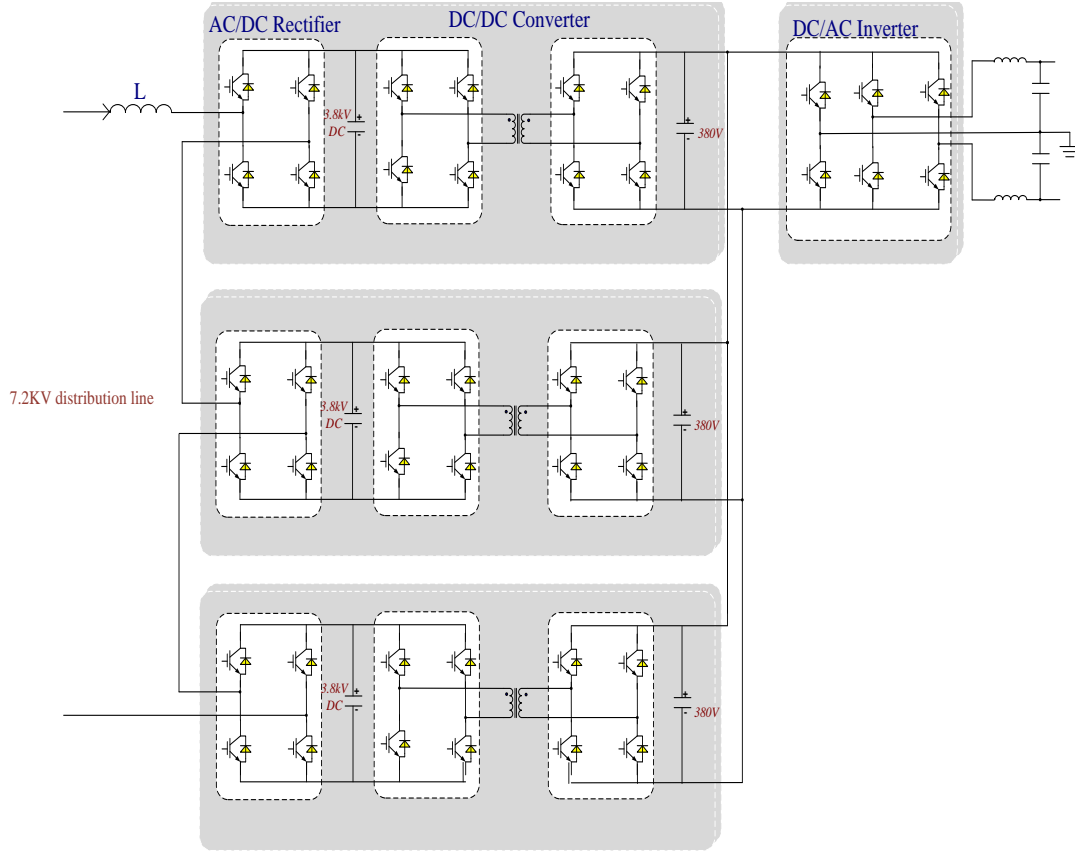 AC/DC Rectifier
DC/DC Converter
DC/AC Inverter
L
3.8kV
DC
+
-
+
-
380V
7.2KV distribution line
3.8kV
DC
+
-
+
-
380V
3.8kV
DC
+
-
+
-
380V